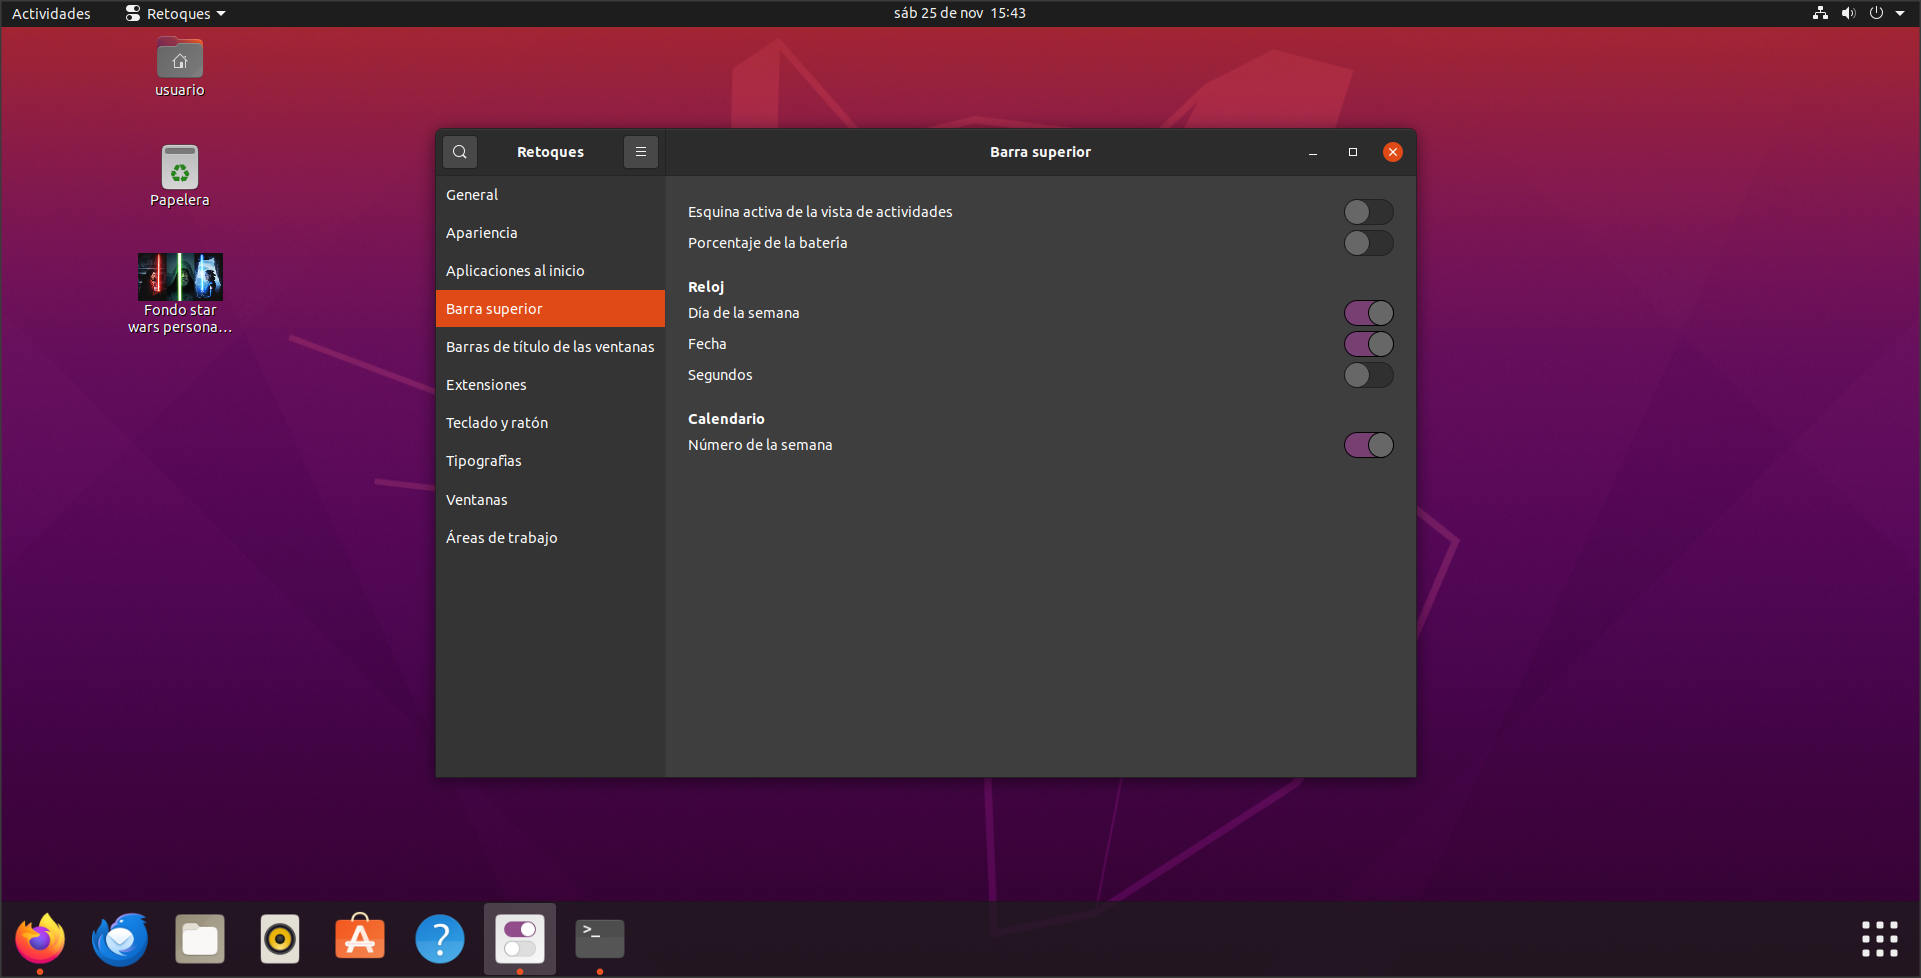 Actividades
Retoques
sáb 25 de nov 15:43
usuario
Papelera
Fondo star
wars persona...
Retoques
Barra superior
General
Apariencia
Aplicaciones al inicio
Barra superior
Barras de título de las ventanas
Extensiones
Teclado y ratón
Tipografías
Ventanas
Áreas de trabajo
Esquina activa de la vista de actividades
Porcentaje de la batería
Reloj
Día de la semana
Fecha
Segundos
Calendario
Número de la semana
?
>_